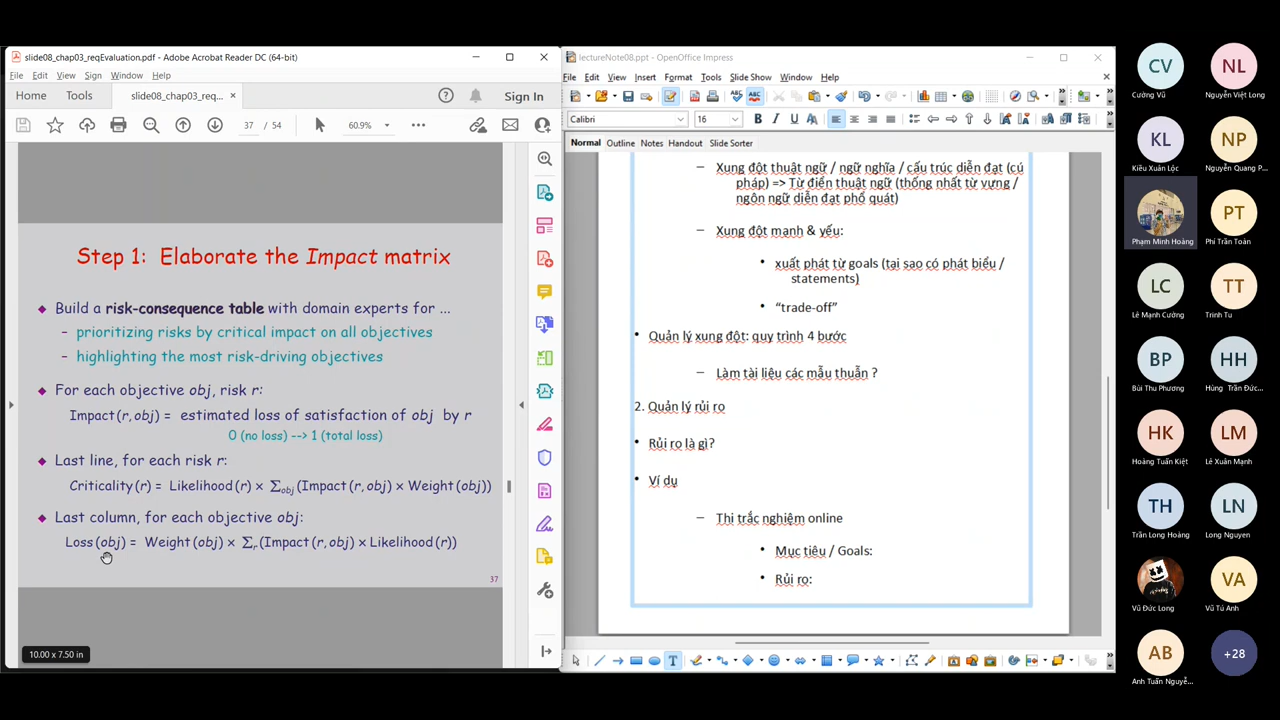 slide08_chap03_reqEvaluation.pdf - Adobe Acrobat Reader DC (64-bit)
File Edit View Sign Window Help
Home Tools slide08_chap03_req... × Sign In
37 / 54 60.9%
Step 1: Elaborate the Impact matrix
Build a risk-consequence table with domain experts for ...
– prioritizing risks by critical impact on all objectives
– highlighting the most risk-driving objectives
For each objective obj, risk r:
Impact(r, obj) = estimated loss of satisfaction of obj by r
0 (no loss) --> 1 (total loss)
Last line, for each risk r:
Criticality(r) = Likelihood(r) × Σobj (Impact(r, obj) × Weight(obj))
Last column, for each objective obj:
Loss(obj) = Weight(obj) × Σr (Impact(r, obj) × Likelihood(r))
37
10.00 x 7.50 in
lectureNote08.ppt - OpenOffice Impress
File Edit View Insert Format Tools Slide Show Window Help
Calibri 16
Normal Outline Notes Handout Slide Sorter
– Xung đột thuật ngữ / ngữ nghĩa / cấu trúc diễn đạt (cú
pháp) => Từ điển thuật ngữ (thống nhất từ vựng /
ngôn ngữ diễn đạt phổ quát)
– Xung đột mạnh & yếu:
• xuất phát từ goals (tại sao có phát biểu /
statements)
• “trade-off”
• Quản lý xung đột: quy trình 4 bước
– Làm tài liệu các mẫu thuẫn ?
2. Quản lý rủi ro
• Rủi ro là gì?
• Ví dụ
– Thi trắc nghiệm online
• Mục tiêu / Goals:
• Rủi ro:
CV NL
Cường Vũ Nguyễn Việt Long
KL NP
Kiều Xuân Lộc Nguyễn Quang P...
PT
Phạm Minh Hoàng Phí Trần Toàn
LC TT
Lê Mạnh Cường Trinh Tu
BP HH
Bùi Thu Phương Hùng Trần Đức...
HK LM
Hoàng Tuấn Kiệt Lê Xuân Mạnh
TH LN
Trần Long Hoàng Long Nguyen
VA
Vũ Đức Long Vũ Tú Anh
AB +28
Anh Tuấn Nguyễ...